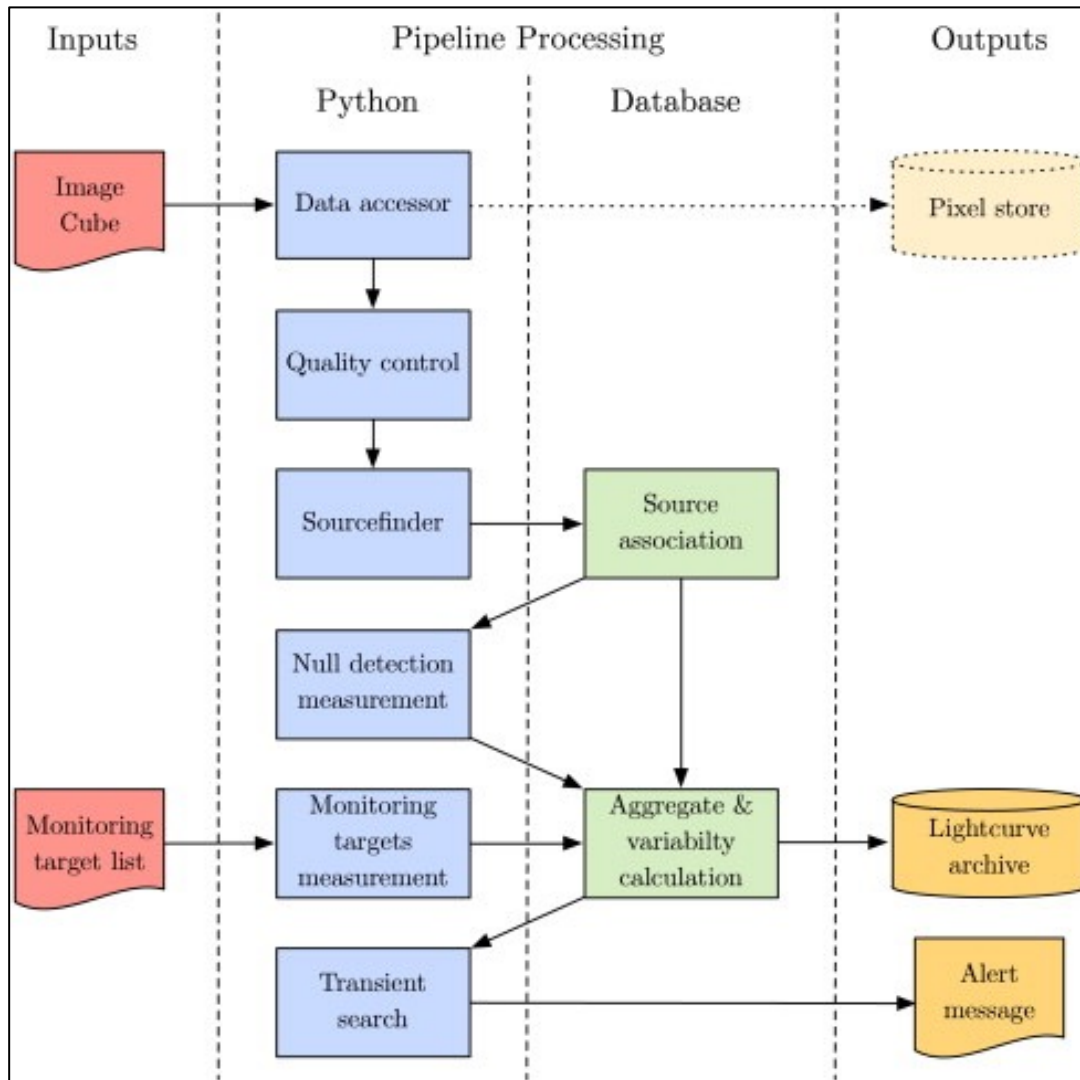 Inputs
Pipeline Processing
Outputs
Python
Database
Image
Cube
Data accessor
Pixel store
Quality control
Sourcefinder
Source
association
Null detection
measurement
Monitoring
target list
Monitoring
targets
measurement
Aggregate &
variabilty
calculation
Lightcurve
archive
Transient
search
Alert
message